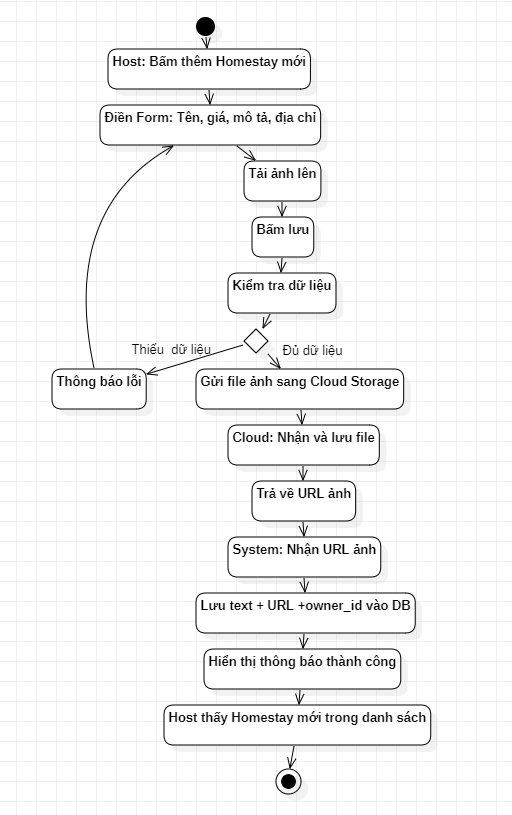 Host: Bấm thêm Homestay mới
Điền Form: Tên, giá, mô tả, địa chỉ
Tải ảnh lên
Bấm lưu
Kiểm tra dữ liệu
Thiếu dữ liệu
Đủ dữ liệu
Thông báo lỗi
Gửi file ảnh sang Cloud Storage
Cloud: Nhận và lưu file
Trả về URL ảnh
System: Nhận URL ảnh
Lưu text + URL +owner_id vào DB
Hiển thị thông báo thành công
Host thấy Homestay mới trong danh sách